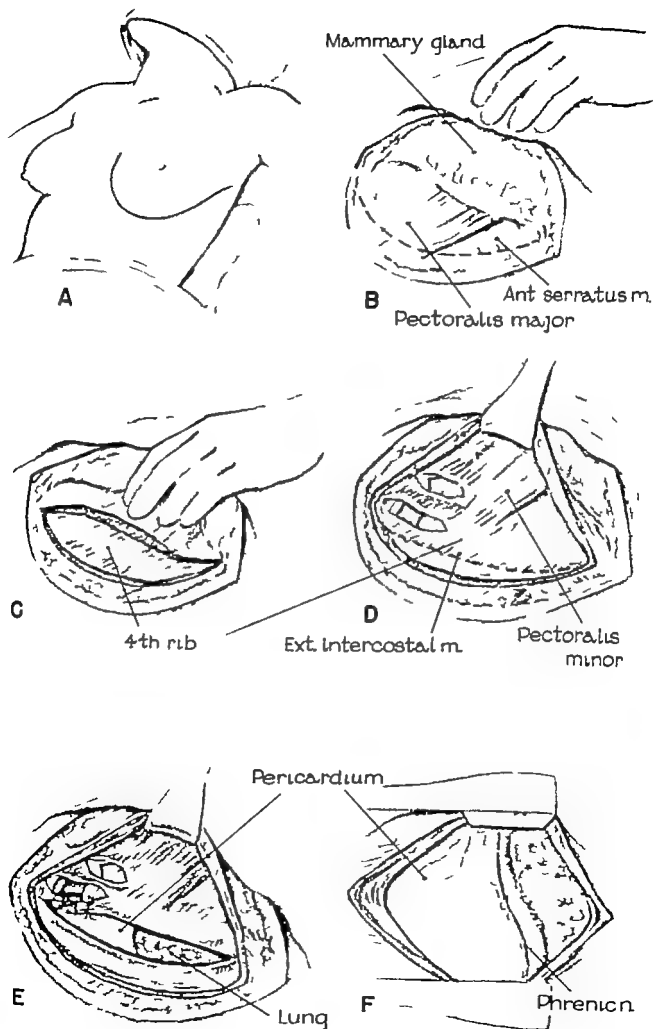 Mammary gland
A
B
Ant serratus m.
Pectoralis major
C
4th rib
D
Ext. intercostal m.
Pectoralis
minor
Pericardium
E
Lung
F
Phrenic n.